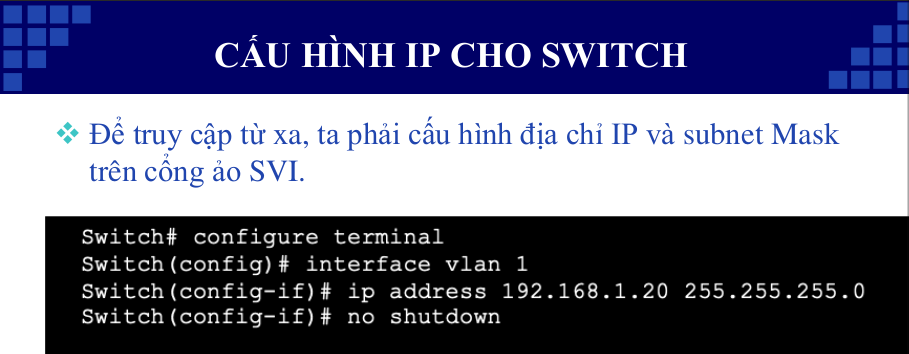 CẤU HÌNH IP CHO SWITCH
Để truy cập từ xa, ta phải cấu hình địa chỉ IP và subnet Mask
trên cổng ảo SVI.
Switch# configure terminal
Switch(config)# interface vlan 1
Switch(config-if)# ip address 192.168.1.20 255.255.255.0
Switch(config-if)# no shutdown